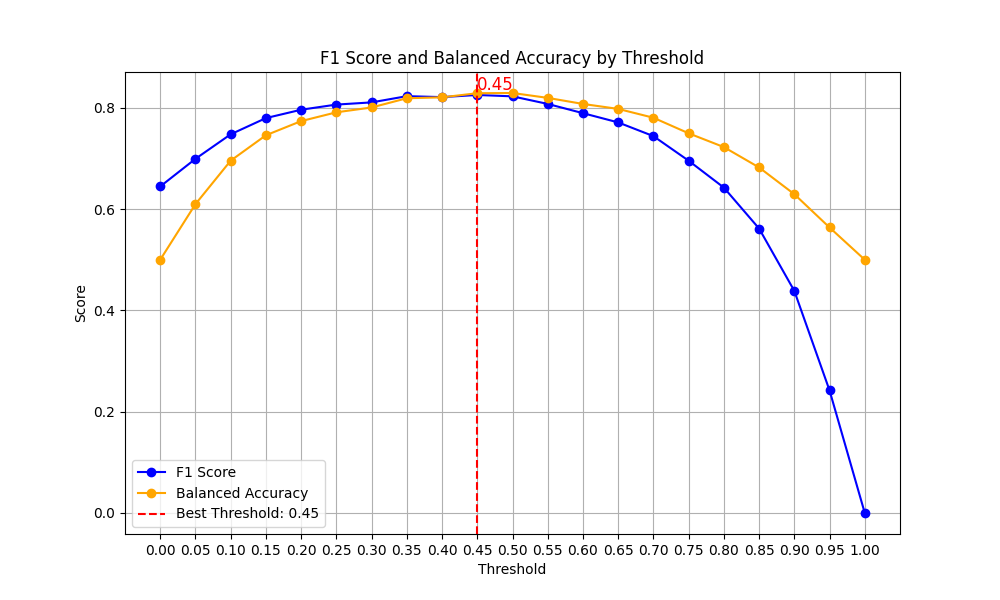 F1 Score and Balanced Accuracy by Threshold
0.45
0.8
0.6
0.4
0.2
0.0
Score
F1 Score
Balanced Accuracy
Best Threshold: 0.45
0.00 0.05 0.10 0.15 0.20 0.25 0.30 0.35 0.40 0.45 0.50 0.55 0.60 0.65 0.70 0.75 0.80 0.85 0.90 0.95 1.00
Threshold